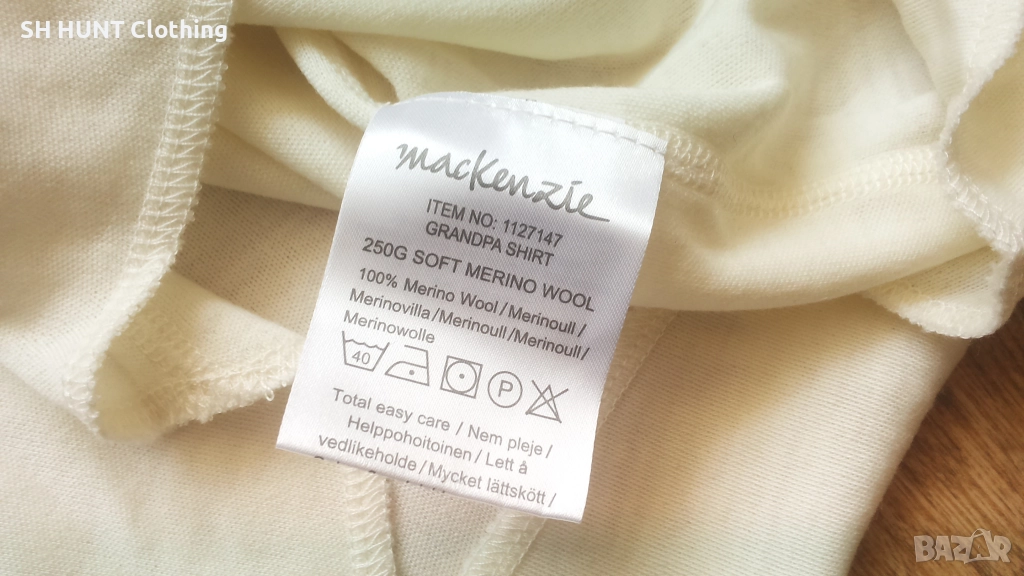 SH HUNT Clothing
mackenzie
ITEM NO: 1127147
GRANDPA SHIRT
250G SOFT MERINO WOOL
100% Merino Wool / Merinoull /
Merinovilla / Merinoull / Merinoull /
Merinowolle
40 P
Total easy care / Nem pleje /
Helppohoitoinen / Lett å
vedlikeholde / Mycket lättskött /
BAZAR